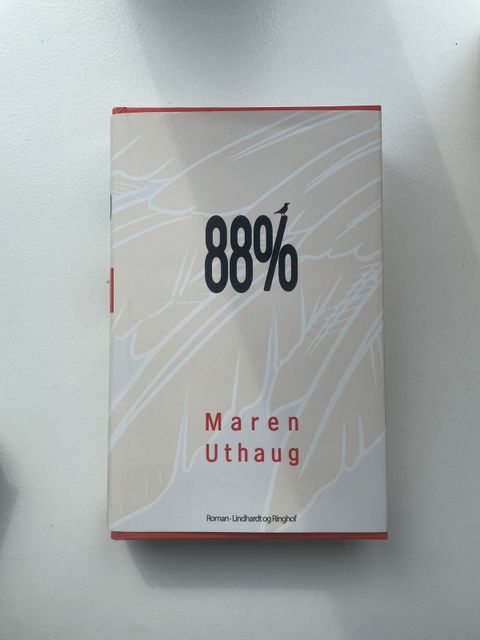 88%
Maren
Uthaug
Roman · Lindhardt og Ringhof